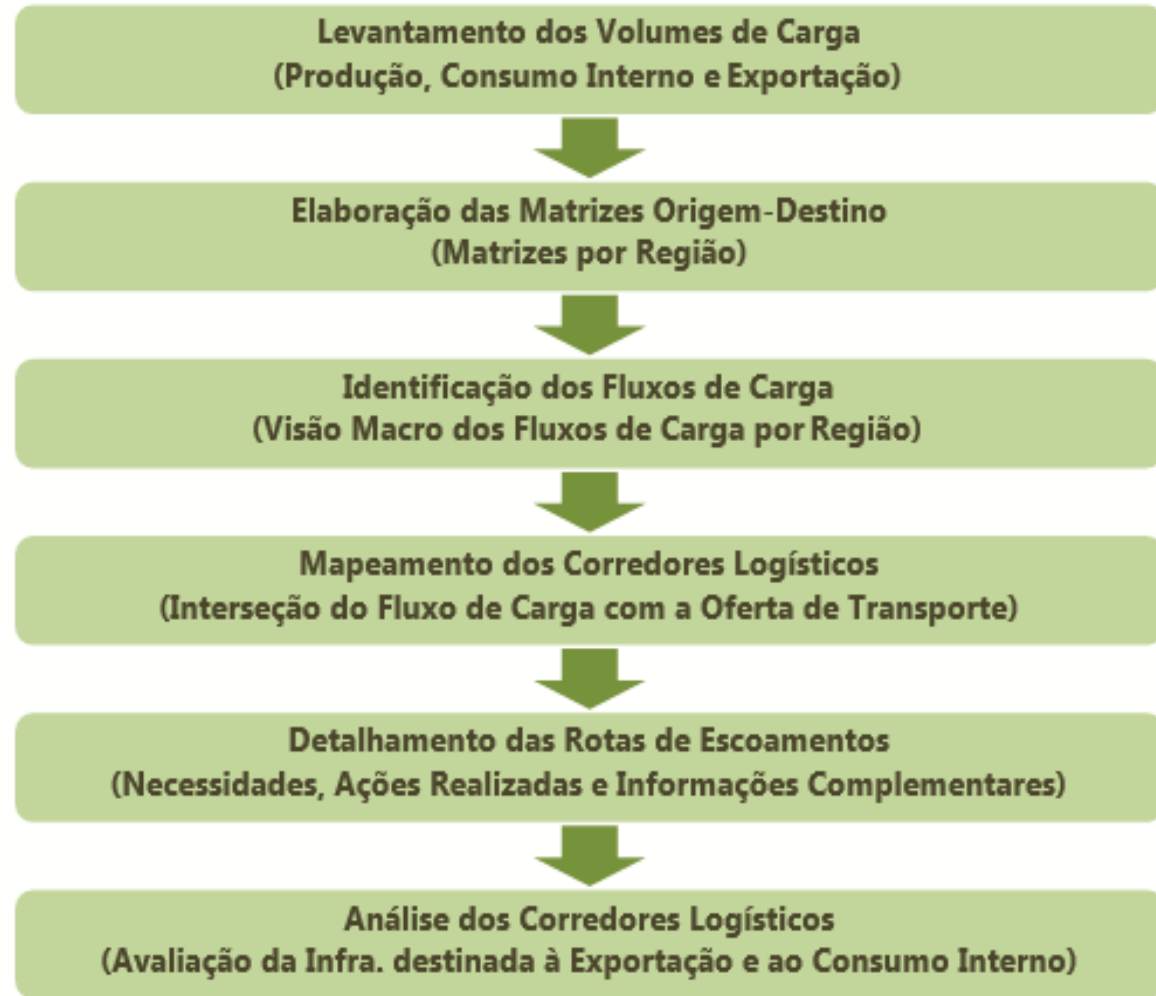 Levantamento dos Volumes de Carga
(Produção, Consumo Interno e Exportação)
Elaboração das Matrizes Origem-Destino
(Matrizes por Região)
Identificação dos Fluxos de Carga
(Visão Macro dos Fluxos de Carga por Região)
Mapeamento dos Corredores Logísticos
(Interseção do Fluxo de Carga com a Oferta de Transporte)
Detalhamento das Rotas de Escoamentos
(Necessidades, Ações Realizadas e Informações Complementares)
Análise dos Corredores Logísticos
(Avaliação da Infra. destinada à Exportação e ao Consumo Interno)